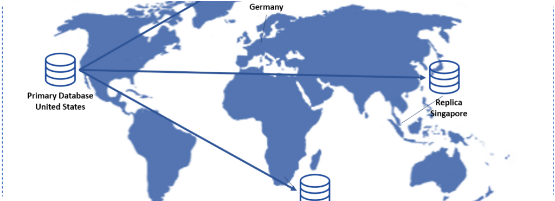 Germany
Primary Database
United States
Replica
Singapore